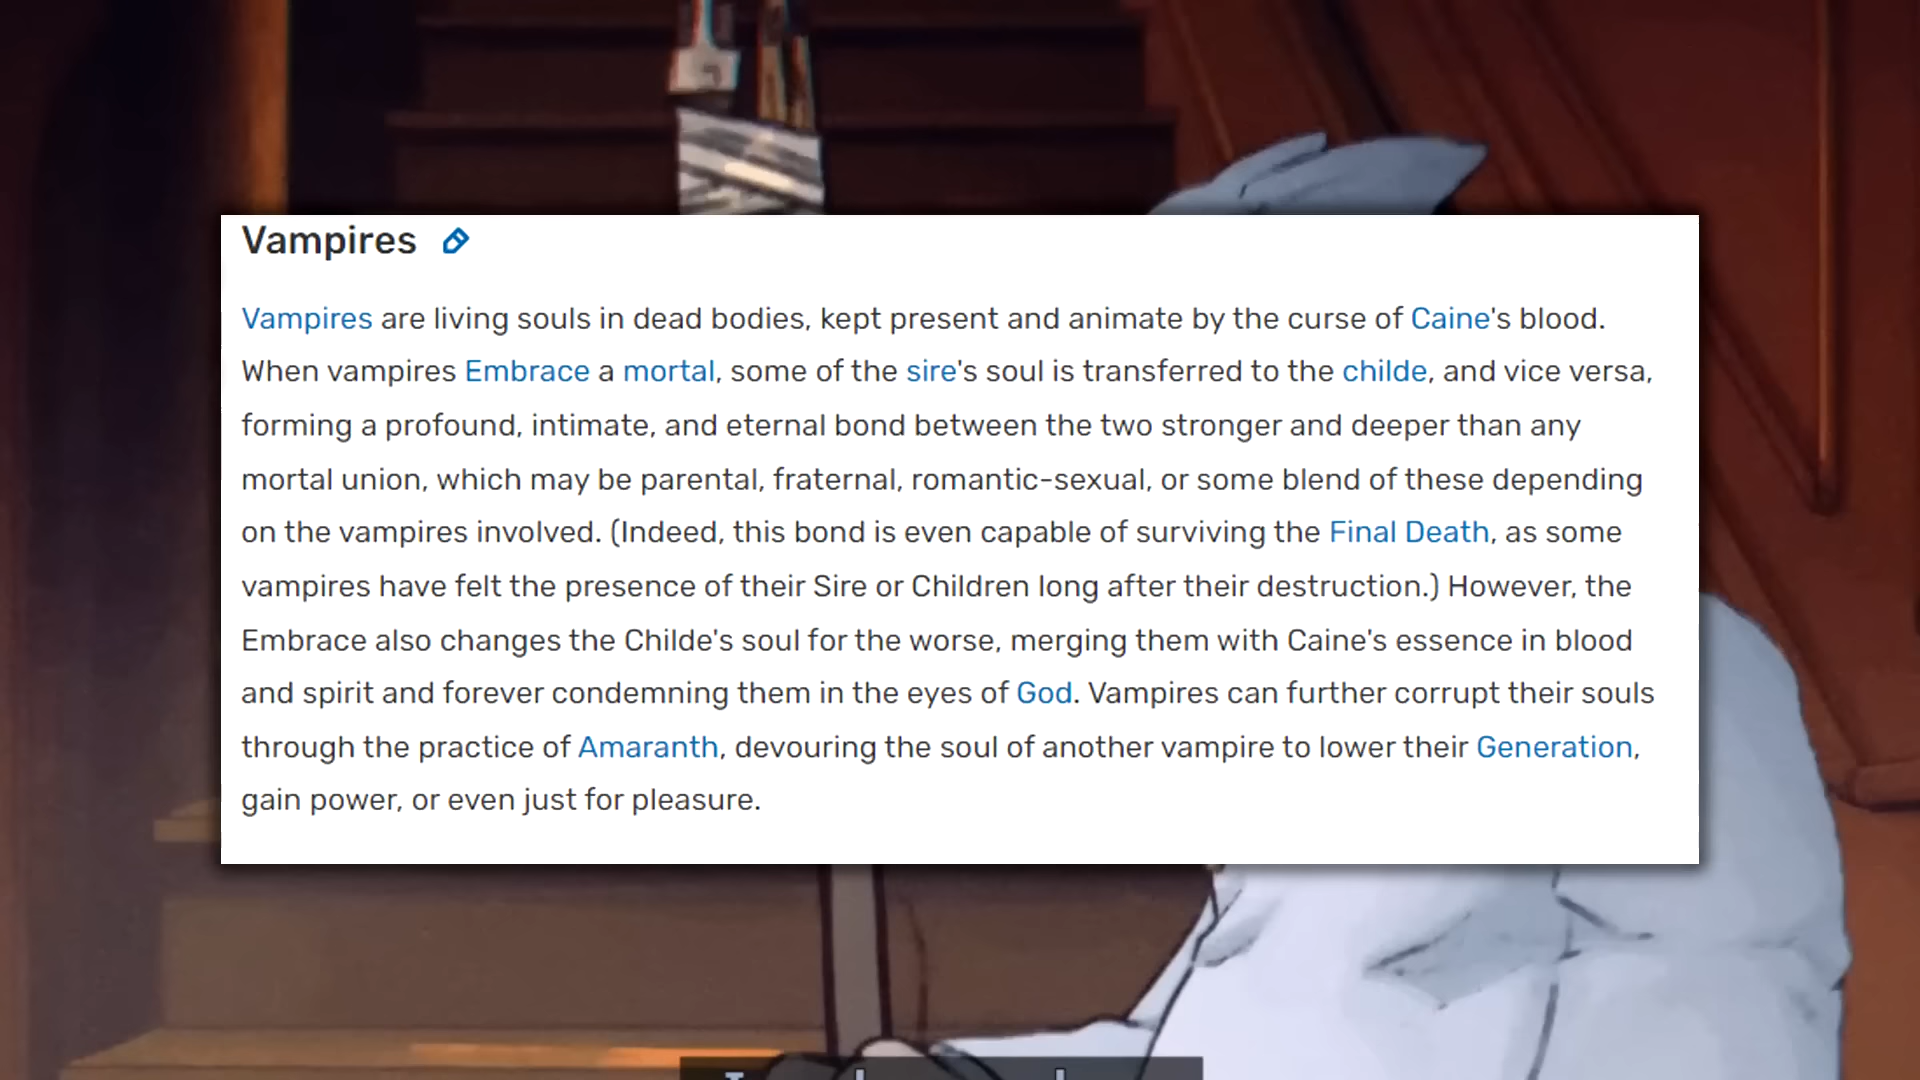 Vampires
Vampires are living souls in dead bodies, kept present and animate by the curse of Caine's blood.
When vampires Embrace a mortal, some of the sire's soul is transferred to the childe, and vice versa,
forming a profound, intimate, and eternal bond between the two stronger and deeper than any
mortal union, which may be parental, fraternal, romantic-sexual, or some blend of these depending
on the vampires involved. (Indeed, this bond is even capable of surviving the Final Death, as some
vampires have felt the presence of their Sire or Children long after their destruction.) However, the
Embrace also changes the Childe's soul for the worse, merging them with Caine's essence in blood
and spirit and forever condemning them in the eyes of God. Vampires can further corrupt their souls
through the practice of Amaranth, devouring the soul of another vampire to lower their Generation,
gain power, or even just for pleasure.